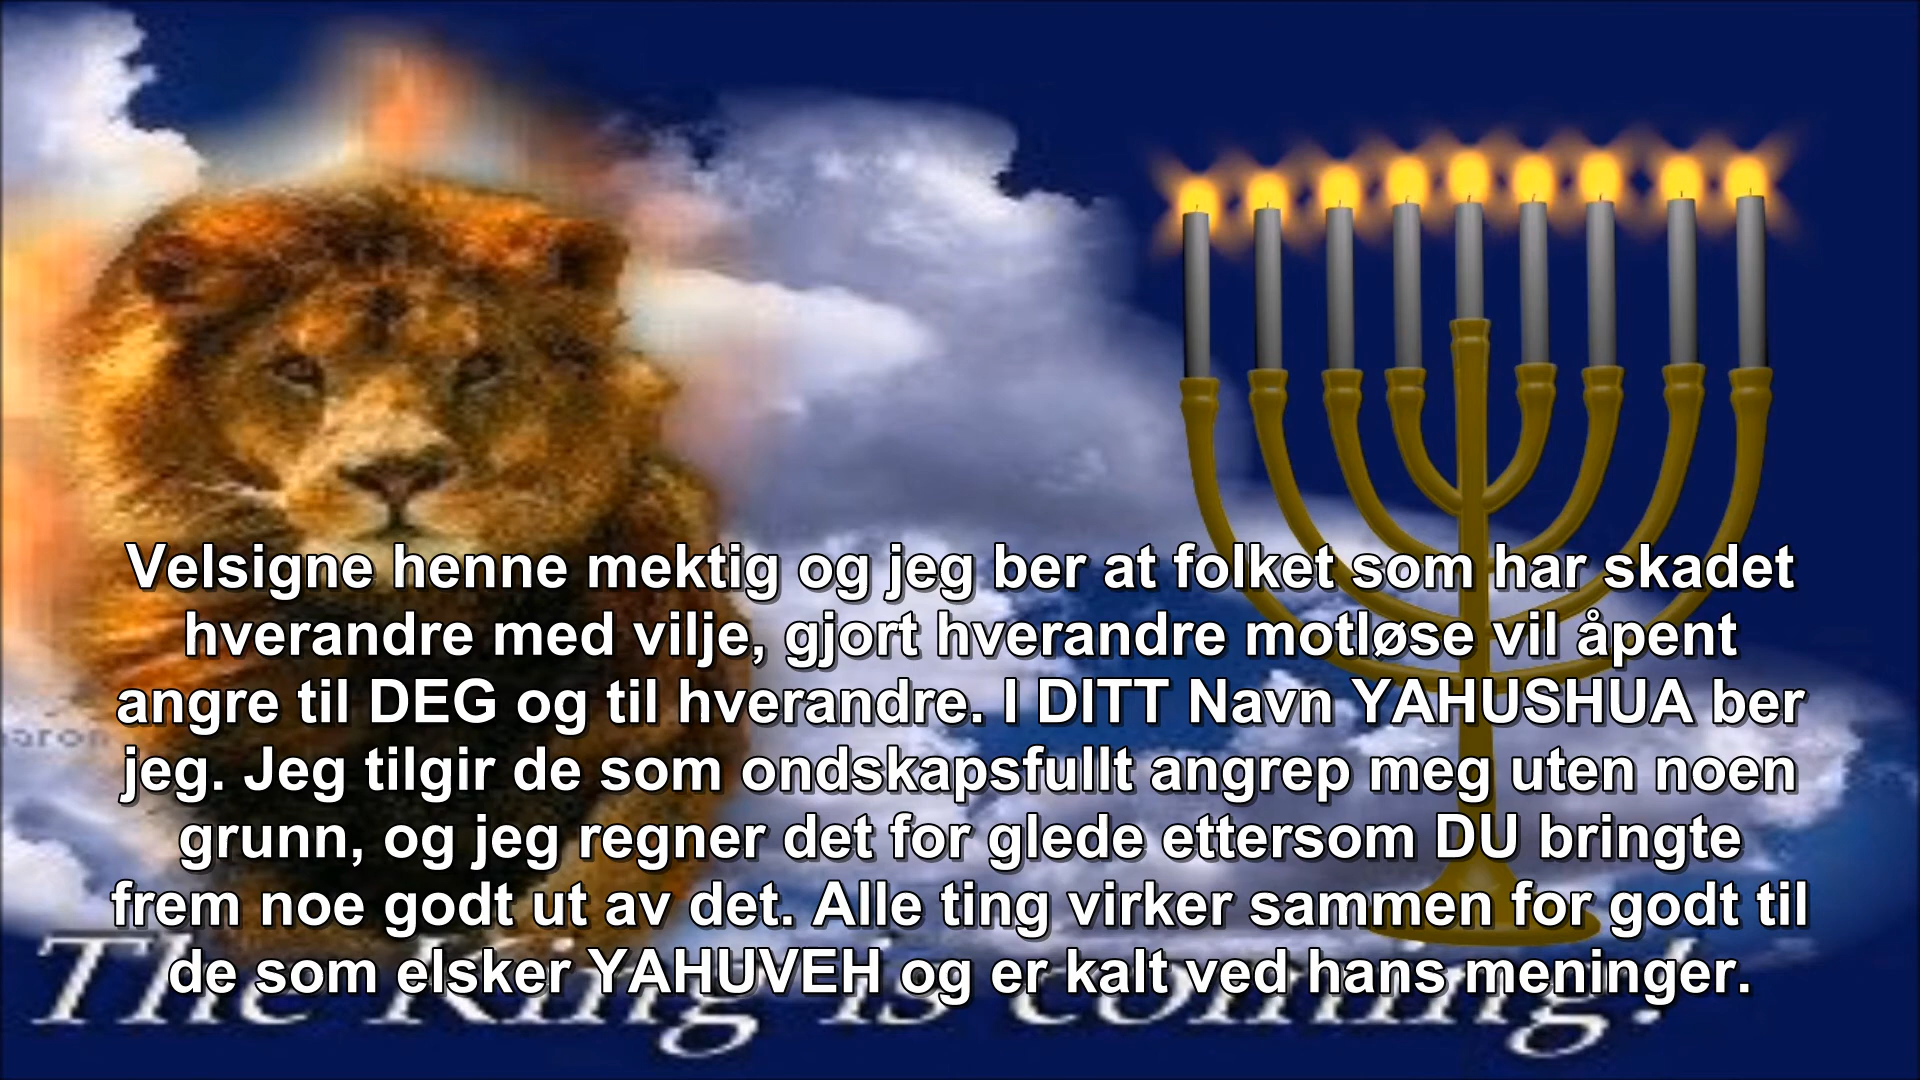 Velsigne henne mektig og jeg ber at folket som har skadet
hverandre med vilje, gjort hverandre motløse vil åpent
angre til DEG og til hverandre. I DITT Navn YAHUSHUA ber
jeg. Jeg tilgir de som ondskapsfullt angrep meg uten noen
grunn, og jeg regner det for glede ettersom DU bringte
frem noe godt ut av det. Alle ting virker sammen for godt til
de som elsker YAHUVEH og er kalt ved hans meninger.
The King is coming!